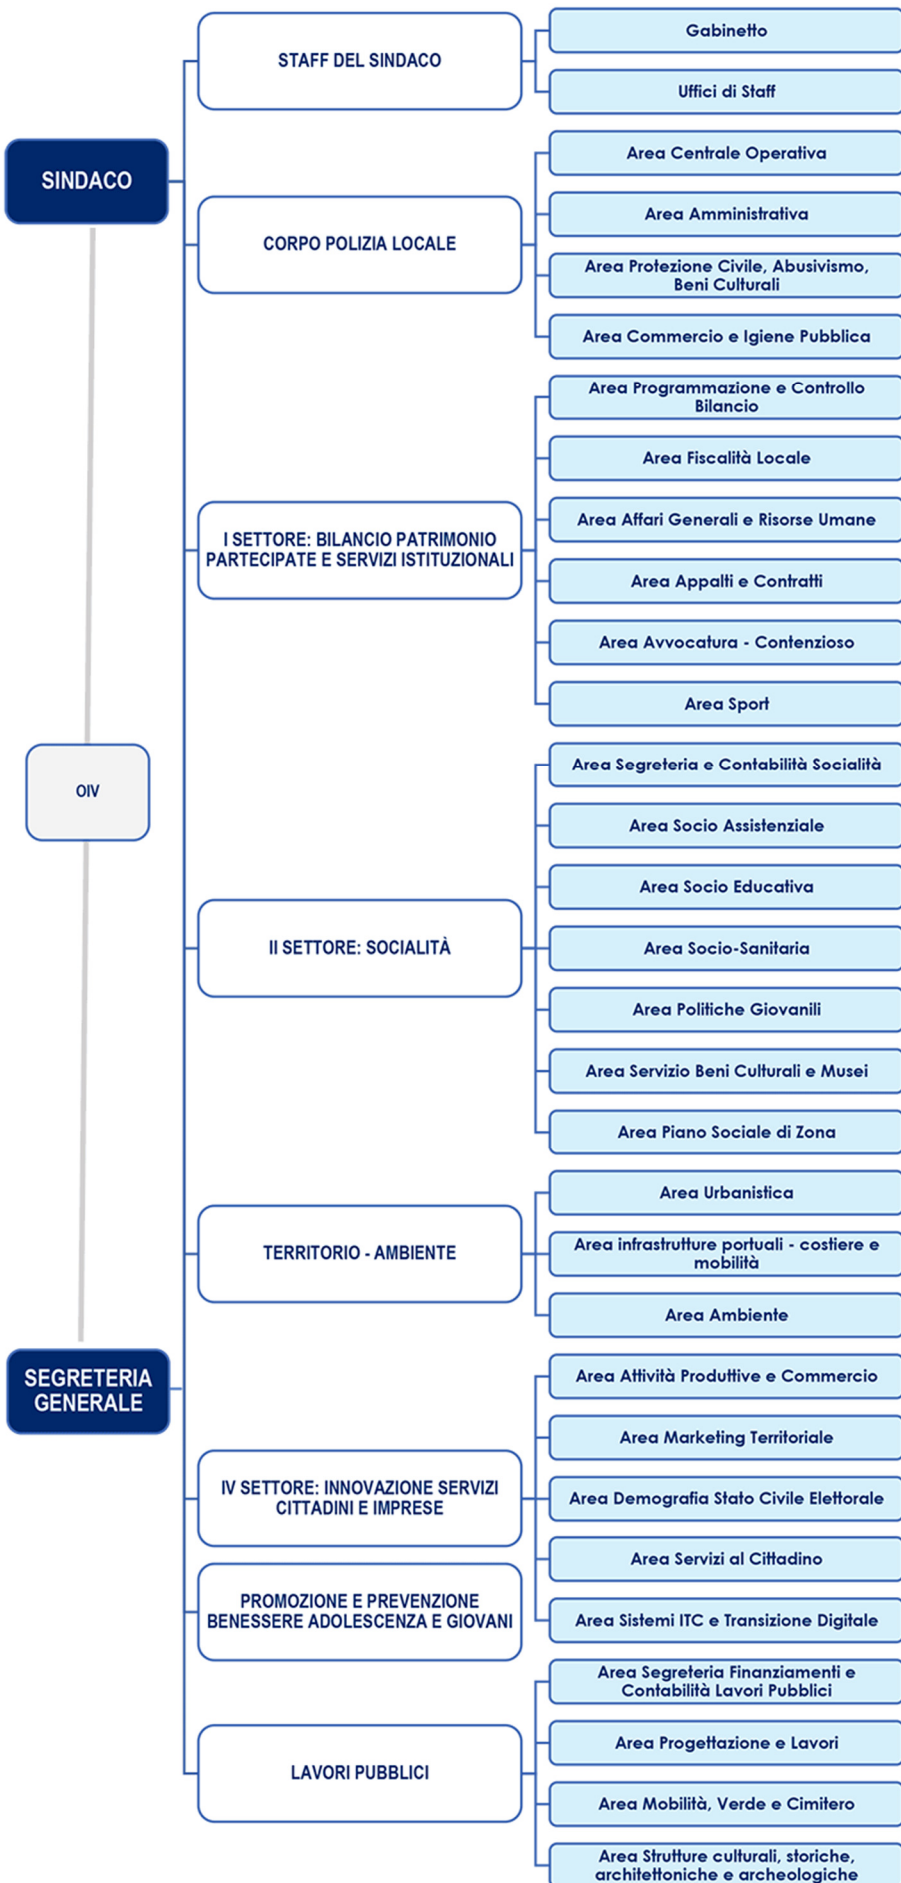 SINDACO
OIV
SEGRETERIA
GENERALE
STAFF DEL SINDACO
Gabinetto
Uffici di Staff
CORPO POLIZIA LOCALE
Area Centrale Operativa
Area Amministrativa
Area Protezione Civile, Abusivismo,
Beni Culturali
Area Commercio e Igiene Pubblica
I SETTORE: BILANCIO PATRIMONIO
PARTECIPATE E SERVIZI ISTITUZIONALI
Area Programmazione e Controllo
Bilancio
Area Fiscalità Locale
Area Affari Generali e Risorse Umane
Area Appalti e Contratti
Area Avvocatura - Contenzioso
Area Sport
II SETTORE: SOCIALITÀ
Area Segreteria e Contabilità Socialità
Area Socio Assistenziale
Area Socio Educativa
Area Socio-Sanitaria
Area Politiche Giovanili
Area Servizio Beni Culturali e Musei
Area Piano Sociale di Zona
TERRITORIO - AMBIENTE
Area Urbanistica
Area infrastrutture portuali - costiere e
mobilità
Area Ambiente
IV SETTORE: INNOVAZIONE SERVIZI
CITTADINI E IMPRESE
Area Attività Produttive e Commercio
Area Marketing Territoriale
Area Demografia Stato Civile Elettorale
Area Servizi al Cittadino
Area Sistemi ITC e Transizione Digitale
PROMOZIONE E PREVENZIONE
BENESSERE ADOLESCENZA E GIOVANI
LAVORI PUBBLICI
Area Segreteria Finanziamenti e
Contabilità Lavori Pubblici
Area Progettazione e Lavori
Area Mobilità, Verde e Cimitero
Area Strutture culturali, storiche,
architettoniche e archeologiche